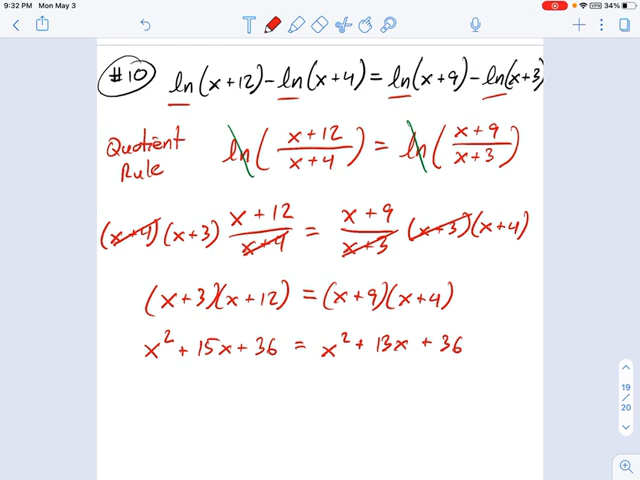 9:32 PM Mon May 3
34%
#10 ln(x+12) - ln(x+4) = ln(x+9) - ln(x+3)
Quotient Rule ln(x+12/x+4) = ln(x+9/x+3)
(x+4)(x+3) x+12/x+4 = x+9/x+3 (x+3)(x+4)
(x+3)(x+12) = (x+9)(x+4)
x² + 15x + 36 = x² + 13x + 36
19
/
20